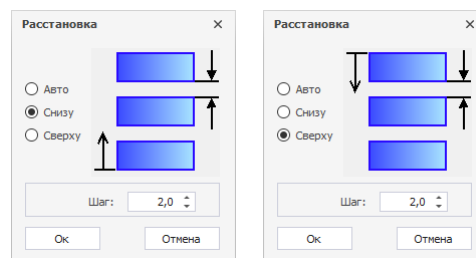 Расстановка ×
Авто
Снизу
Сверху
Шаг: 2,0
Ок Отмена
Расстановка ×
Авто
Снизу
Сверху
Шаг: 2,0
Ок Отмена